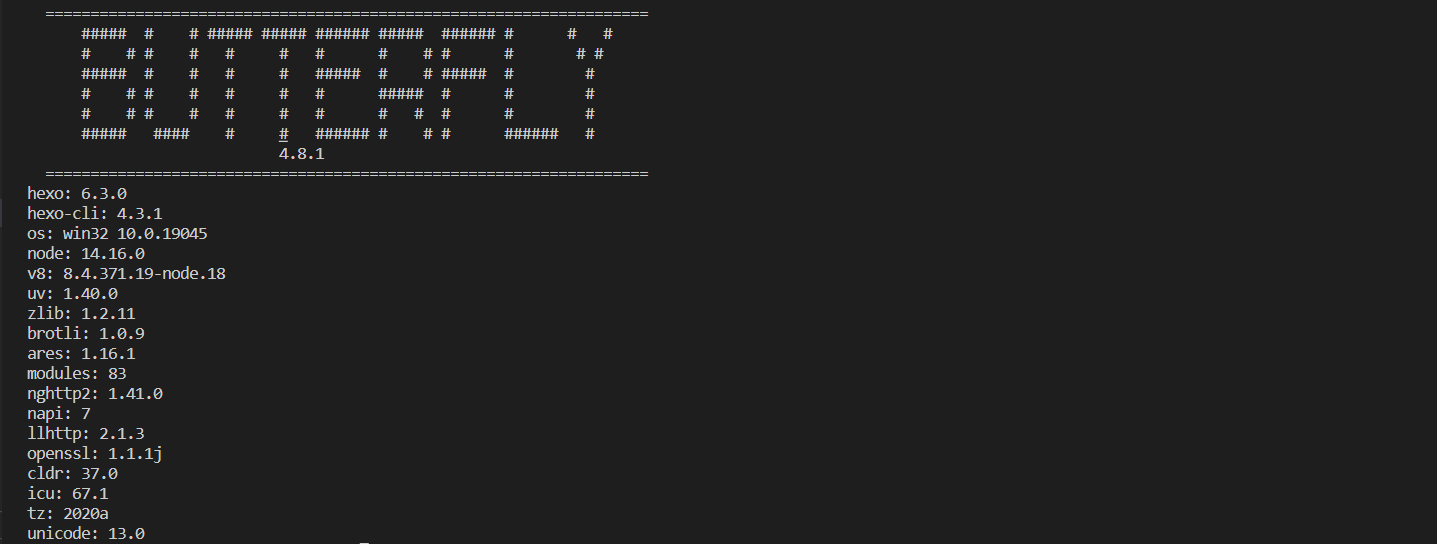 ===================================================================
    #####  #    # ##### ##### ###### #####  ###### #      #   #
    #    # #    #   #     #   #      #    # #      #       # #
    #####  #    #   #     #   #####  #    # #####  #        #
    #    # #    #   #     #   #      #####  #      #        #
    #    # #    #   #     #   #      #   #  #      #        #
    #####   ####    #     #   ###### #    # #      ######   #
                          4.8.1
===================================================================
hexo: 6.3.0
hexo-cli: 4.3.1
os: win32 10.0.19045
node: 14.16.0
v8: 8.4.371.19-node.18
uv: 1.40.0
zlib: 1.2.11
brotli: 1.0.9
ares: 1.16.1
modules: 83
nghttp2: 1.41.0
napi: 7
llhttp: 2.1.3
openssl: 1.1.1j
cldr: 37.0
icu: 67.1
tz: 2020a
unicode: 13.0